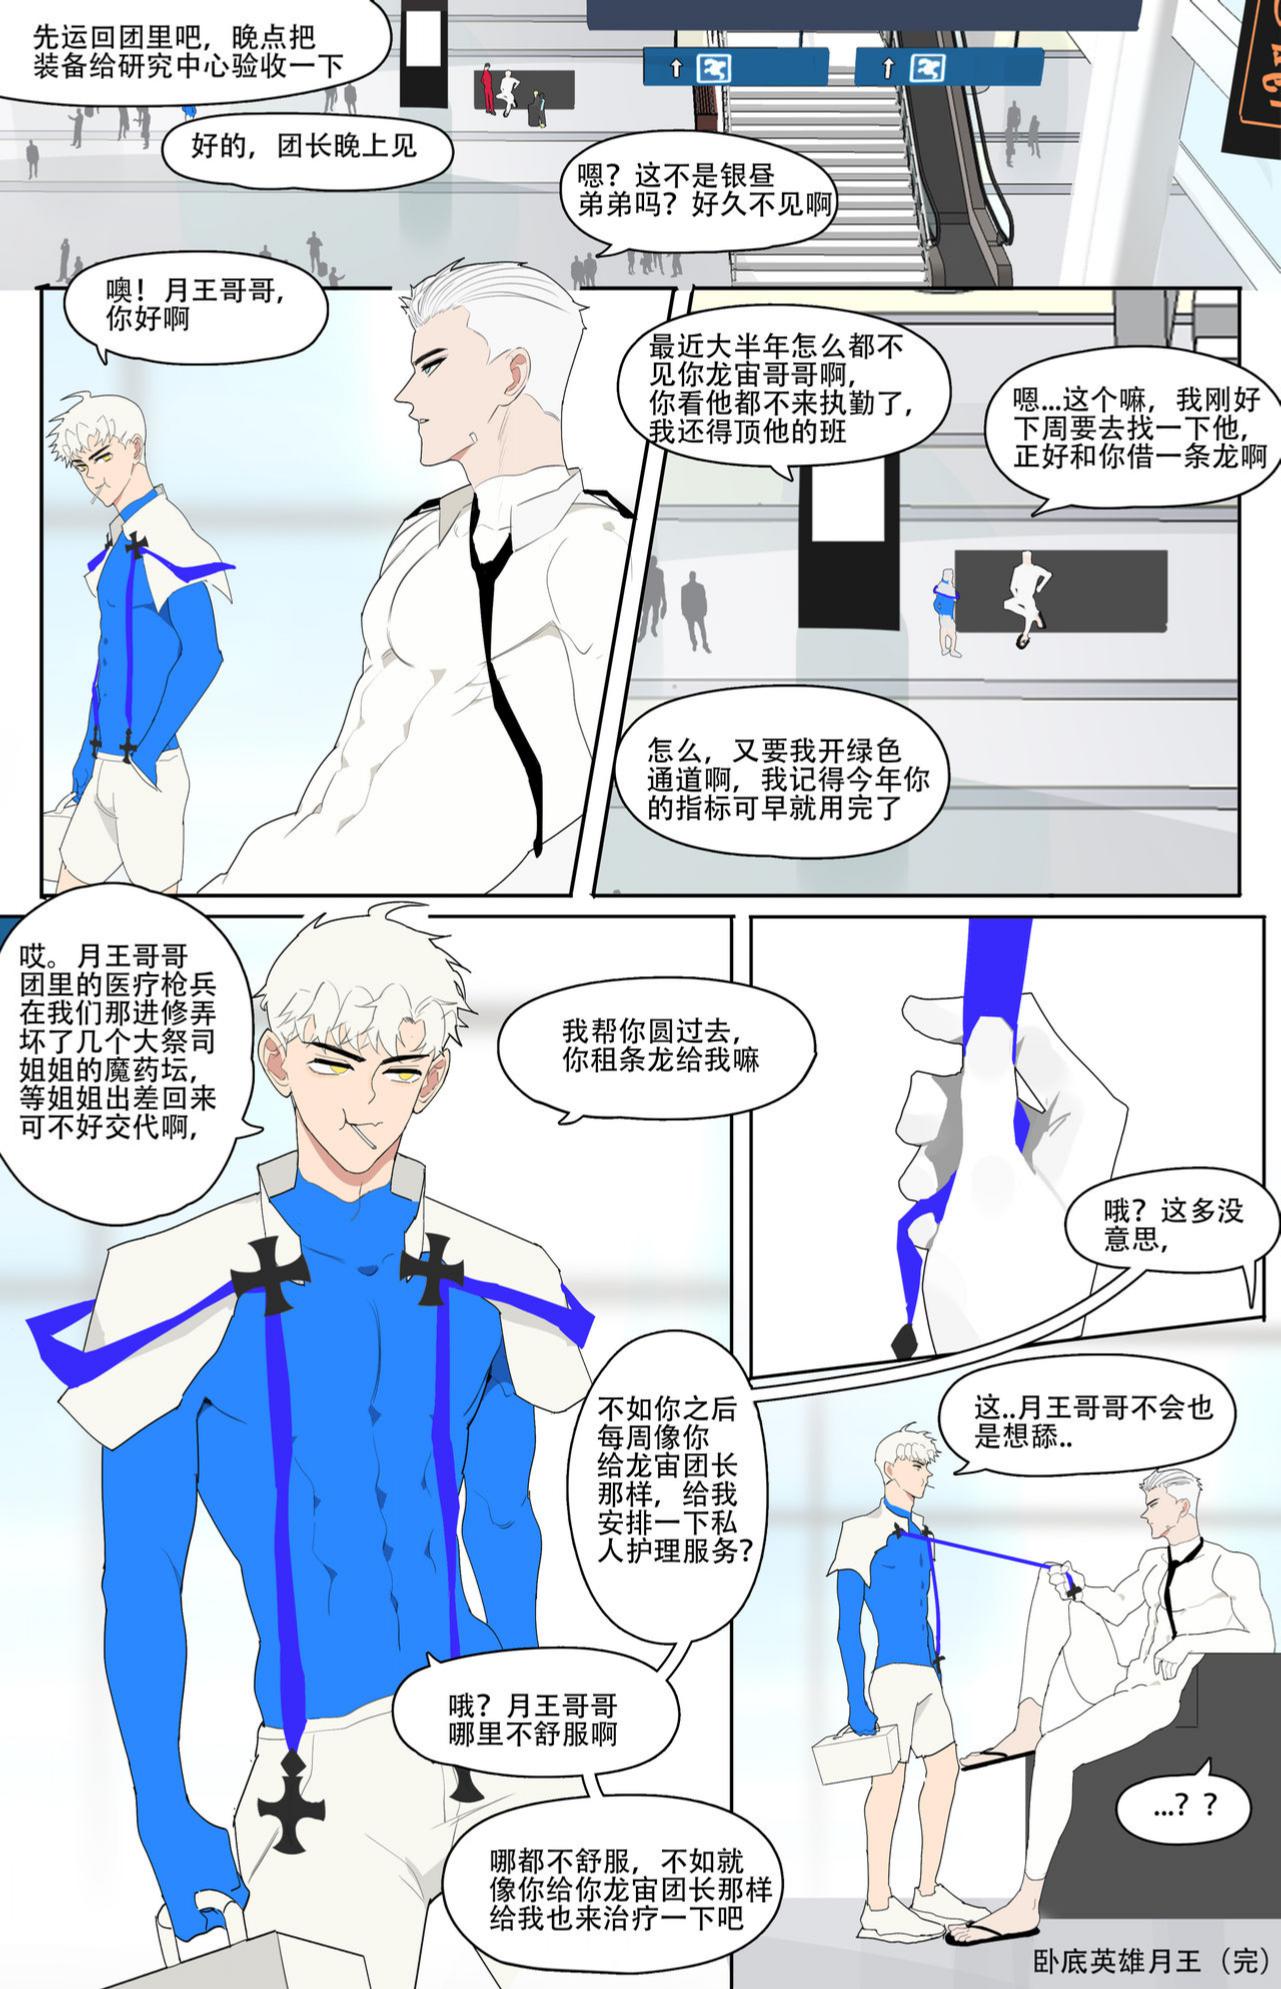 先运回团里吧，晚点把
装备给研究中心验收一下
好的，团长晚上见
嗯？这不是银昼
弟弟吗？好久不见啊
噢！月王哥哥，
你好啊
最近大半年怎么都不
见你龙宙哥哥啊，
你看他都不来执勤了，
我还得顶他的班
嗯...这个嘛，我刚好
下周要去找一下他，
正好和你借一条龙啊
怎么，又要我开绿色
通道啊，我记得今年你
的指标可早就用完了
哎。月王哥哥
团里的医疗枪兵
在我们那进修弄
坏了几个大祭司
姐姐的魔药坛，
等姐姐出差回来
可不好交代啊，
我帮你圆过去，
你租条龙给我嘛
哦？这多没
意思，
不如你之后
每周像你
给龙宙团长
那样，给我
安排一下私
人护理服务？
哦？月王哥哥
哪里不舒服啊
哪都不舒服，不如就
像你给你龙宙团长那样
给我也来治疗一下吧
这..月王哥哥不会也
是想舔..
...？？
卧底英雄月王（完）